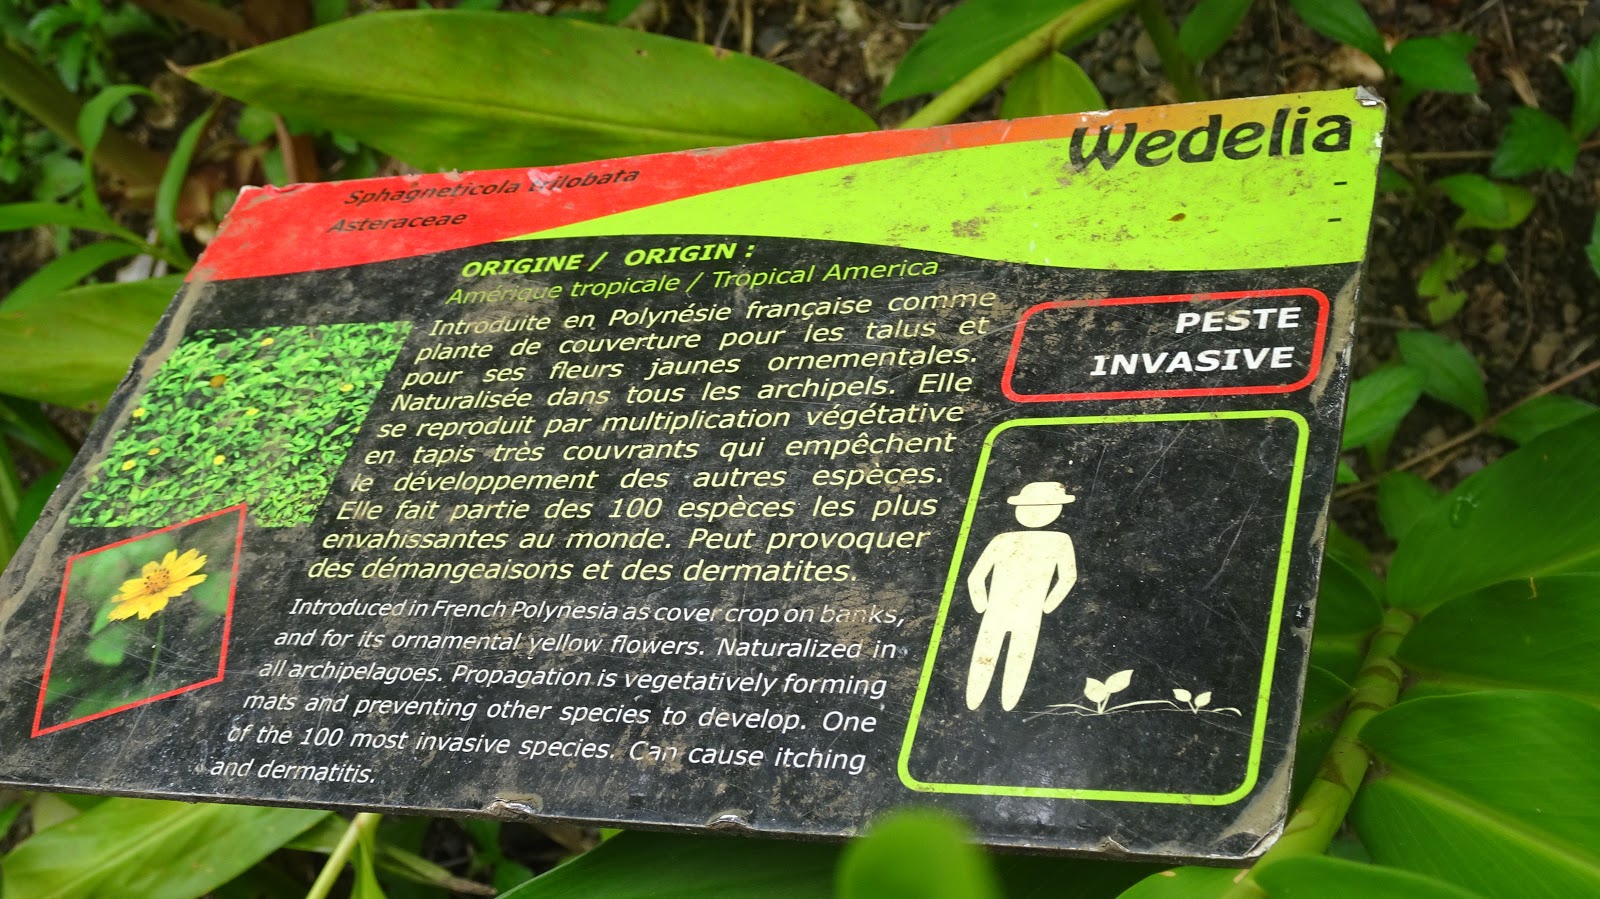 Wedelia
-
-
Sphagneticola trilobata
Asteraceae
ORIGINE / ORIGIN :
Amérique tropicale / Tropical America
Introduite en Polynésie française comme
plante de couverture pour les talus et
pour ses fleurs jaunes ornementales.
Naturalisée dans tous les archipels. Elle
se reproduit par multiplication végétative
en tapis très couvrants qui empêchent
le développement des autres espèces.
Elle fait partie des 100 espèces les plus
envahissantes au monde. Peut provoquer
des démangeaisons et des dermatites.
Introduced in French Polynesia as cover crop on banks,
and for its ornamental yellow flowers. Naturalized in
all archipelagoes. Propagation is vegetatively forming
mats and preventing other species to develop. One
of the 100 most invasive species. Can cause itching
and dermatitis.
PESTE
INVASIVE